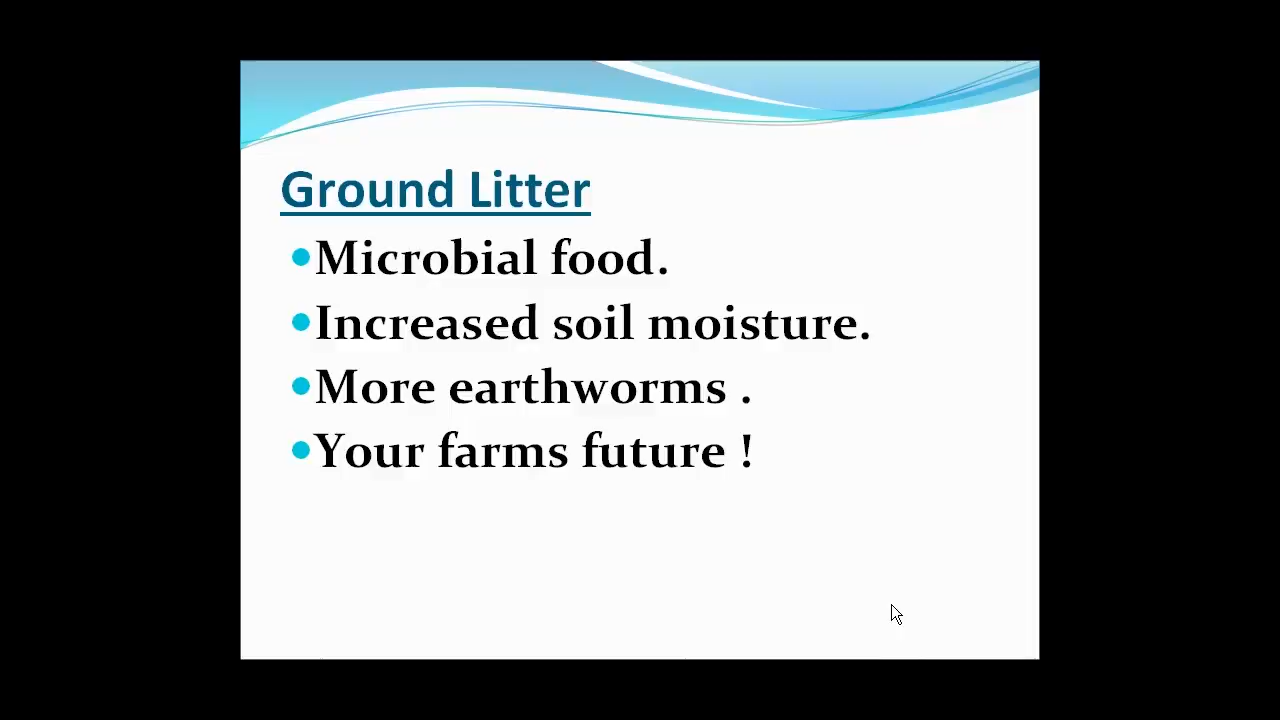 Ground Litter
•Microbial food.
•Increased soil moisture.
•More earthworms .
•Your farms future !